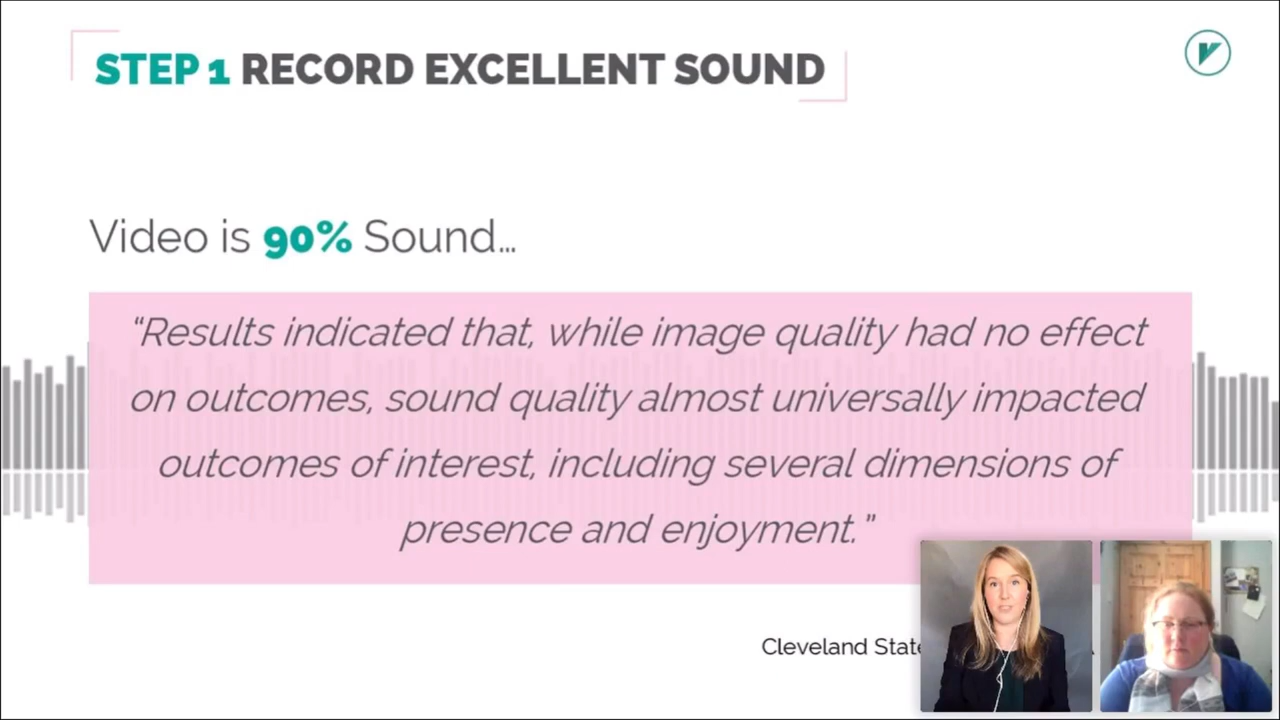 STEP 1 RECORD EXCELLENT SOUND
Video is 90% Sound...
“Results indicated that, while image quality had no effect
on outcomes, sound quality almost universally impacted
outcomes of interest, including several dimensions of
presence and enjoyment.”
Cleveland State